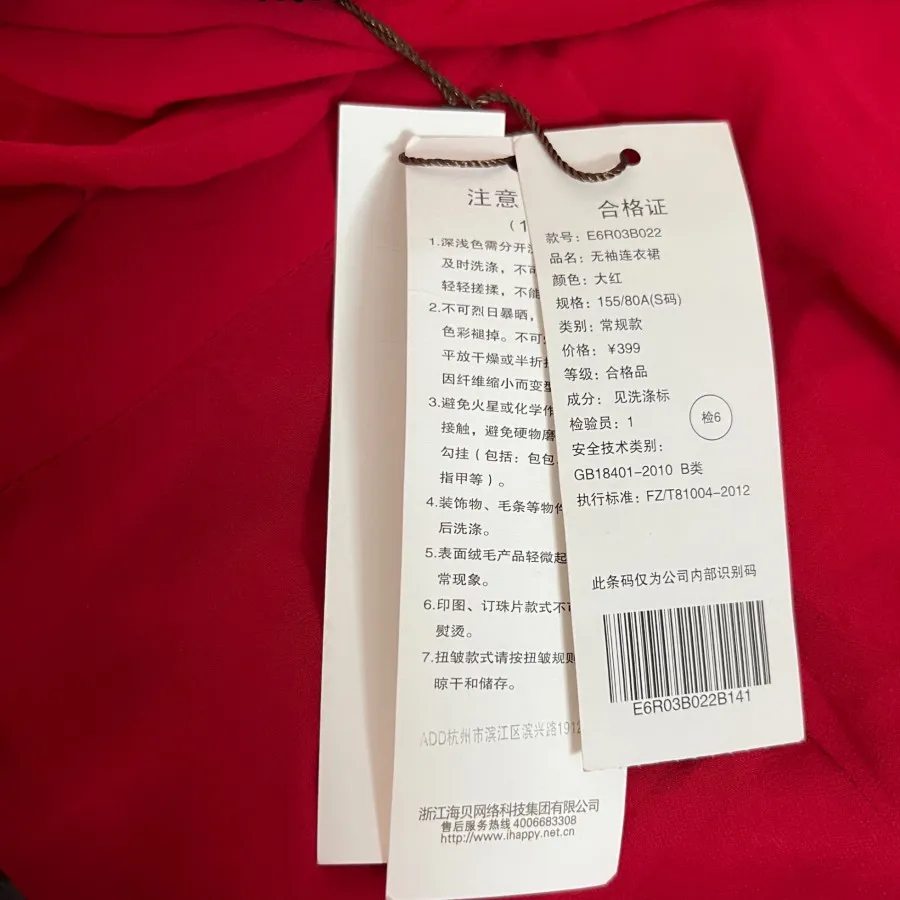 注意
（1
1.深浅色需分开
及时洗涤，不可
轻轻搓揉，不能
2.不可烈日暴晒，
色彩褪掉。不可
平放干燥或半折
因纤维缩小而变型
3.避免火星或化学作
接触，避免硬物磨
勾挂（包括：包包
指甲等）。
4.装饰物、毛条等物件
后洗涤。
5.表面绒毛产品轻微起
常现象。
6.印图、订珠片款式不可
熨烫。
7.扭皱款式请按扭皱规则
晾干和储存。
ADD杭州市滨江区滨兴路1912
浙江海贝网络科技集团有限公司
售后服务热线4006683308
http://www.ihappy.net.cn
合格证
款号：E6R03B022
品名：无袖连衣裙
颜色：大红
规格：155/80A(S码)
类别：常规款
价格：¥399
等级：合格品
成分： 见洗涤标
检验员：1
检6
安全技术类别：
GB18401-2010 B类
执行标准：FZ/T81004-2012
此条码仅为公司内部识别码
E6R03B022B141